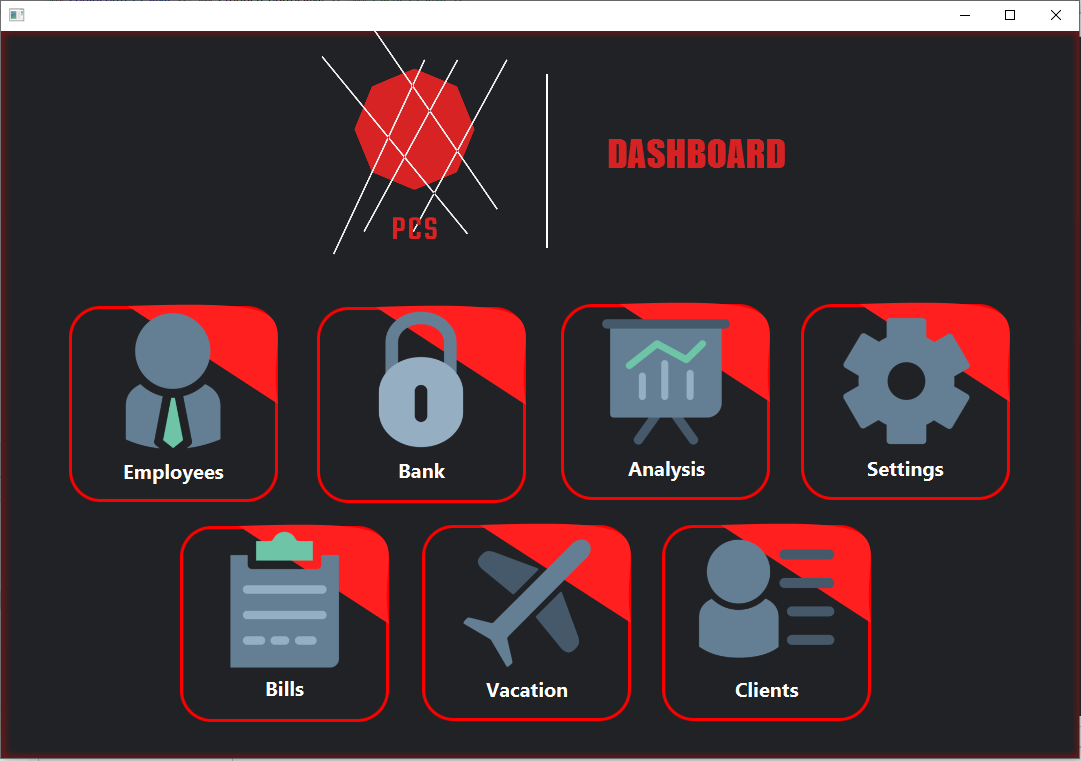 DASHBOARD
PCS
Employees
Bank
Analysis
Settings
Bills
Vacation
Clients